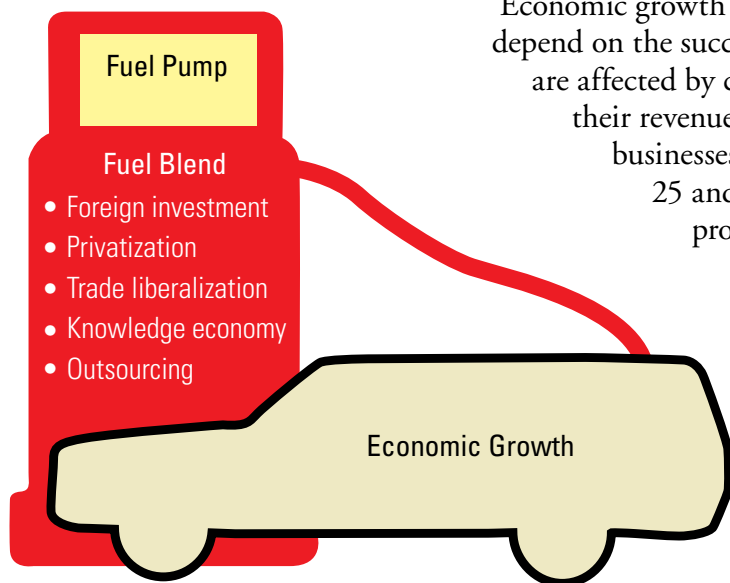 Economic growth
depend on the succ
are affected by c
their revenue
businesses
25 and
pro
Fuel Pump
Fuel Blend
• Foreign investment
• Privatization
• Trade liberalization
• Knowledge economy
• Outsourcing
Economic Growth